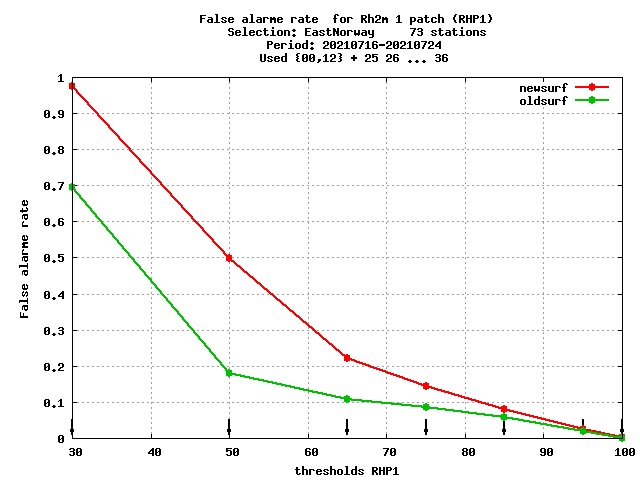 False alarme rate  for Rh2m 1 patch (RHP1)
Selection: EastNorway     73 stations
Period: 20210716-20210724
Used {00,12} + 25 26 ... 36
newsurf
oldsurf
1
0.9
0.8
0.7
0.6
0.5
0.4
0.3
0.2
0.1
0
False alarme rate
30 40 50 60 70 80 90 100
thresholds RHP1